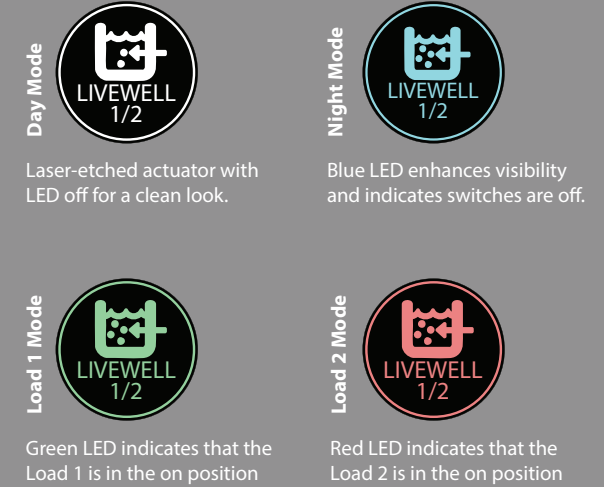 Day Mode
LIVEWELL
1/2
Laser-etched actuator with
LED off for a clean look.
Night Mode
LIVEWELL
1/2
Blue LED enhances visibility
and indicates switches are off.
Load 1 Mode
LIVEWELL
1/2
Green LED indicates that the
Load 1 is in the on position
Load 2 Mode
LIVEWELL
1/2
Red LED indicates that the
Load 2 is in the on position